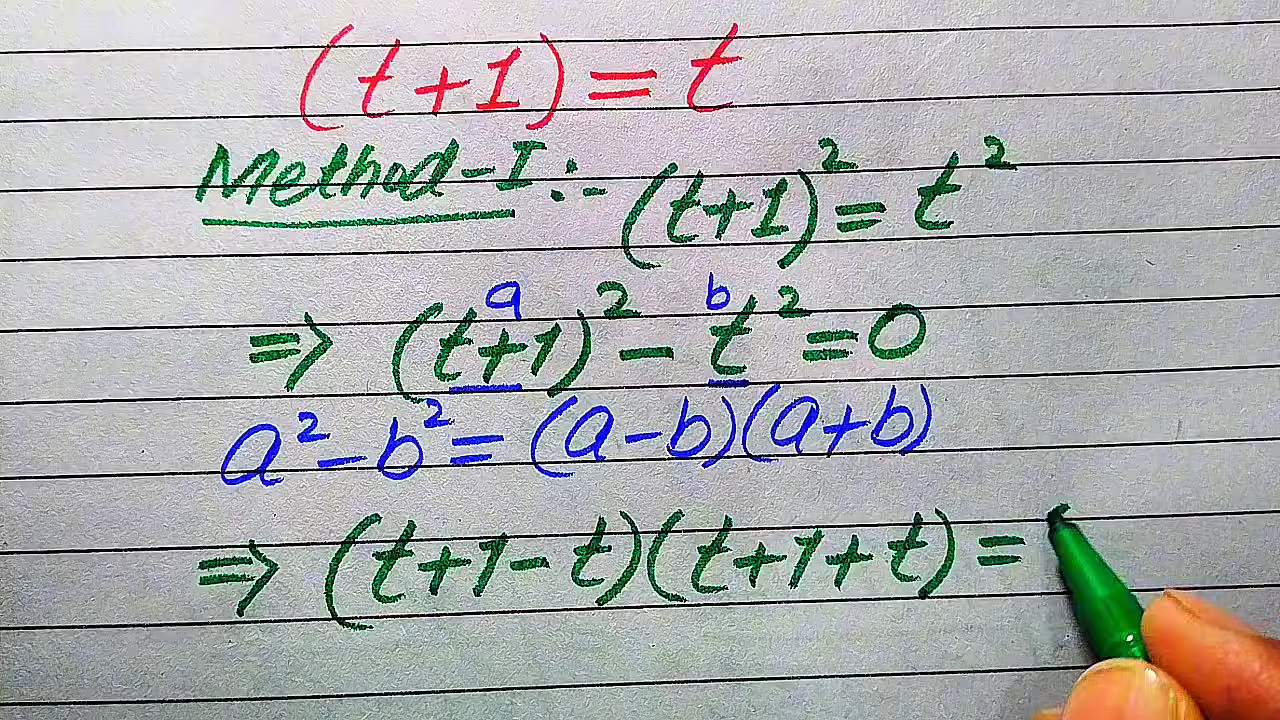 (t+1) = t
Method-I :- (t+1)² = t²
a b
⇒ (t+1)² - t² = 0
a² - b² = (a-b)(a+b)
⇒ (t+1-t)(t+1+t) =